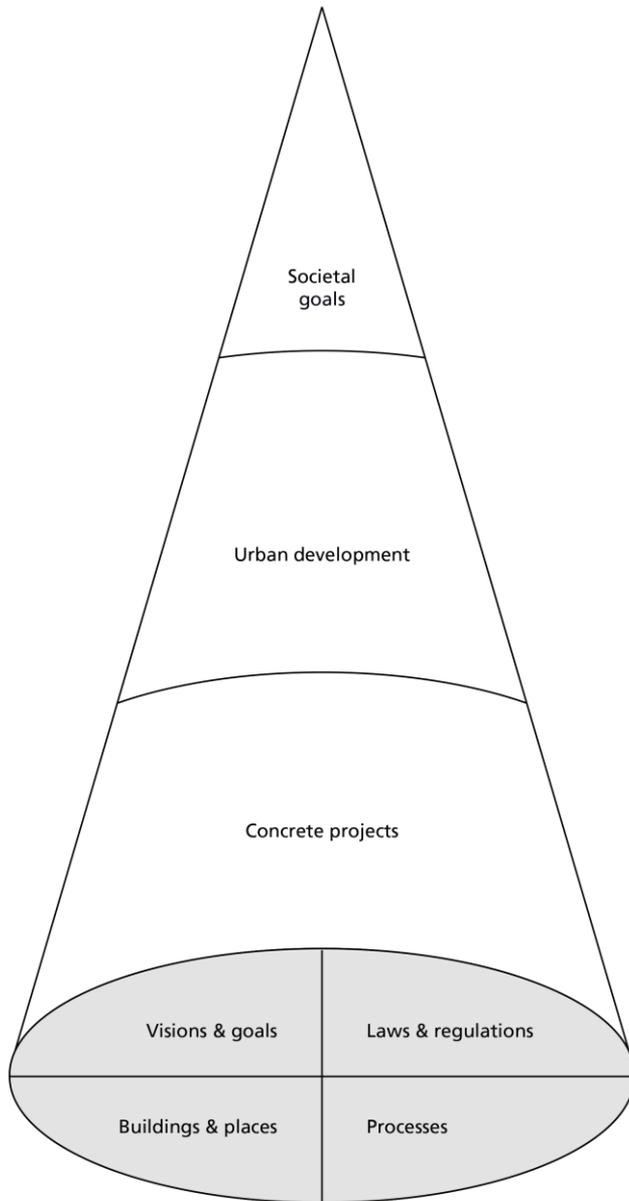 Societal
goals
Urban development
Concrete projects
Visions & goals
Laws & regulations
Buildings & places
Processes